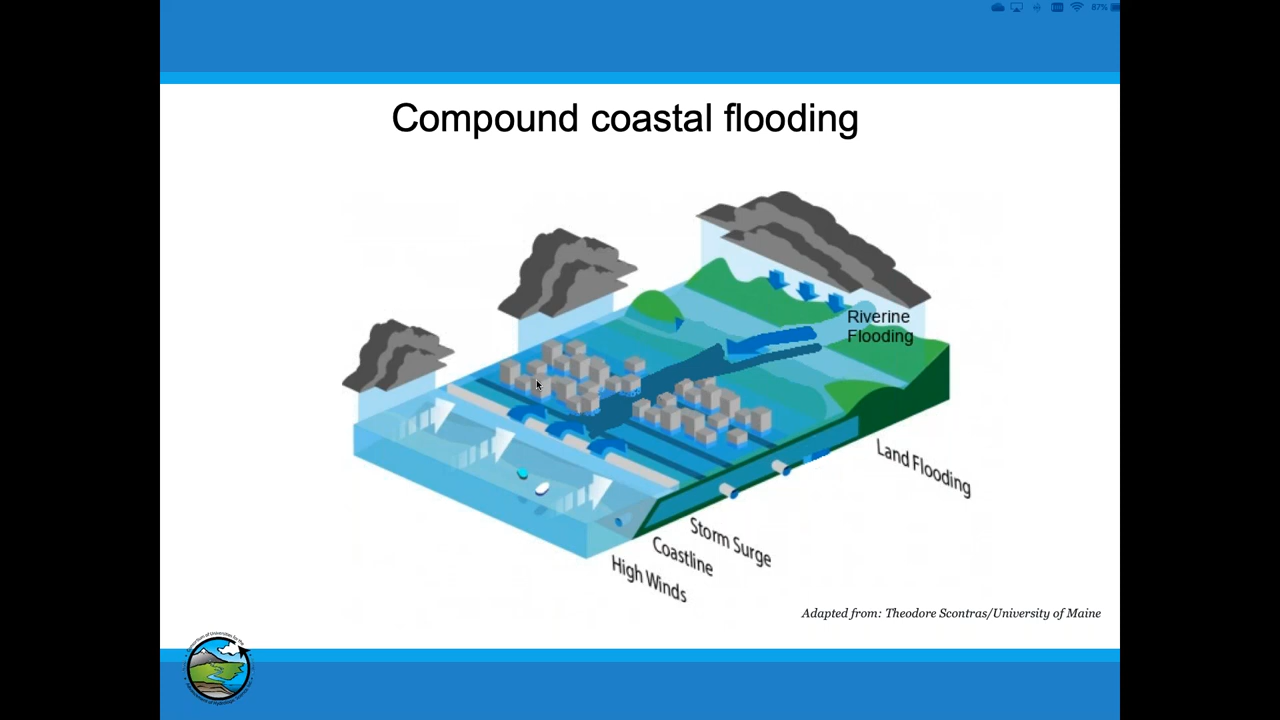 87%
Compound coastal flooding
Riverine
Flooding
Land Flooding
Storm Surge
Coastline
High Winds
Adapted from: Theodore Scontras/University of Maine